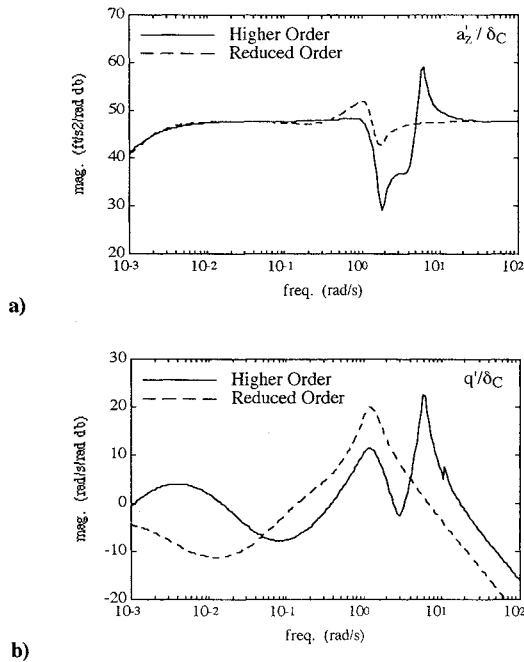 70
60
50
40
30
20
Higher Order
Reduced Order
a'z / δC
mag. (ft/s2/rad db)
10-3 10-2 10-1 100 101 102
freq. (rad/s)
a)
30
20
10
0
-10
-20
Higher Order
Reduced Order
q'/δC
mag. (rad/s/rad db)
10-3 10-2 10-1 100 101 102
freq. (rad/s)
b)